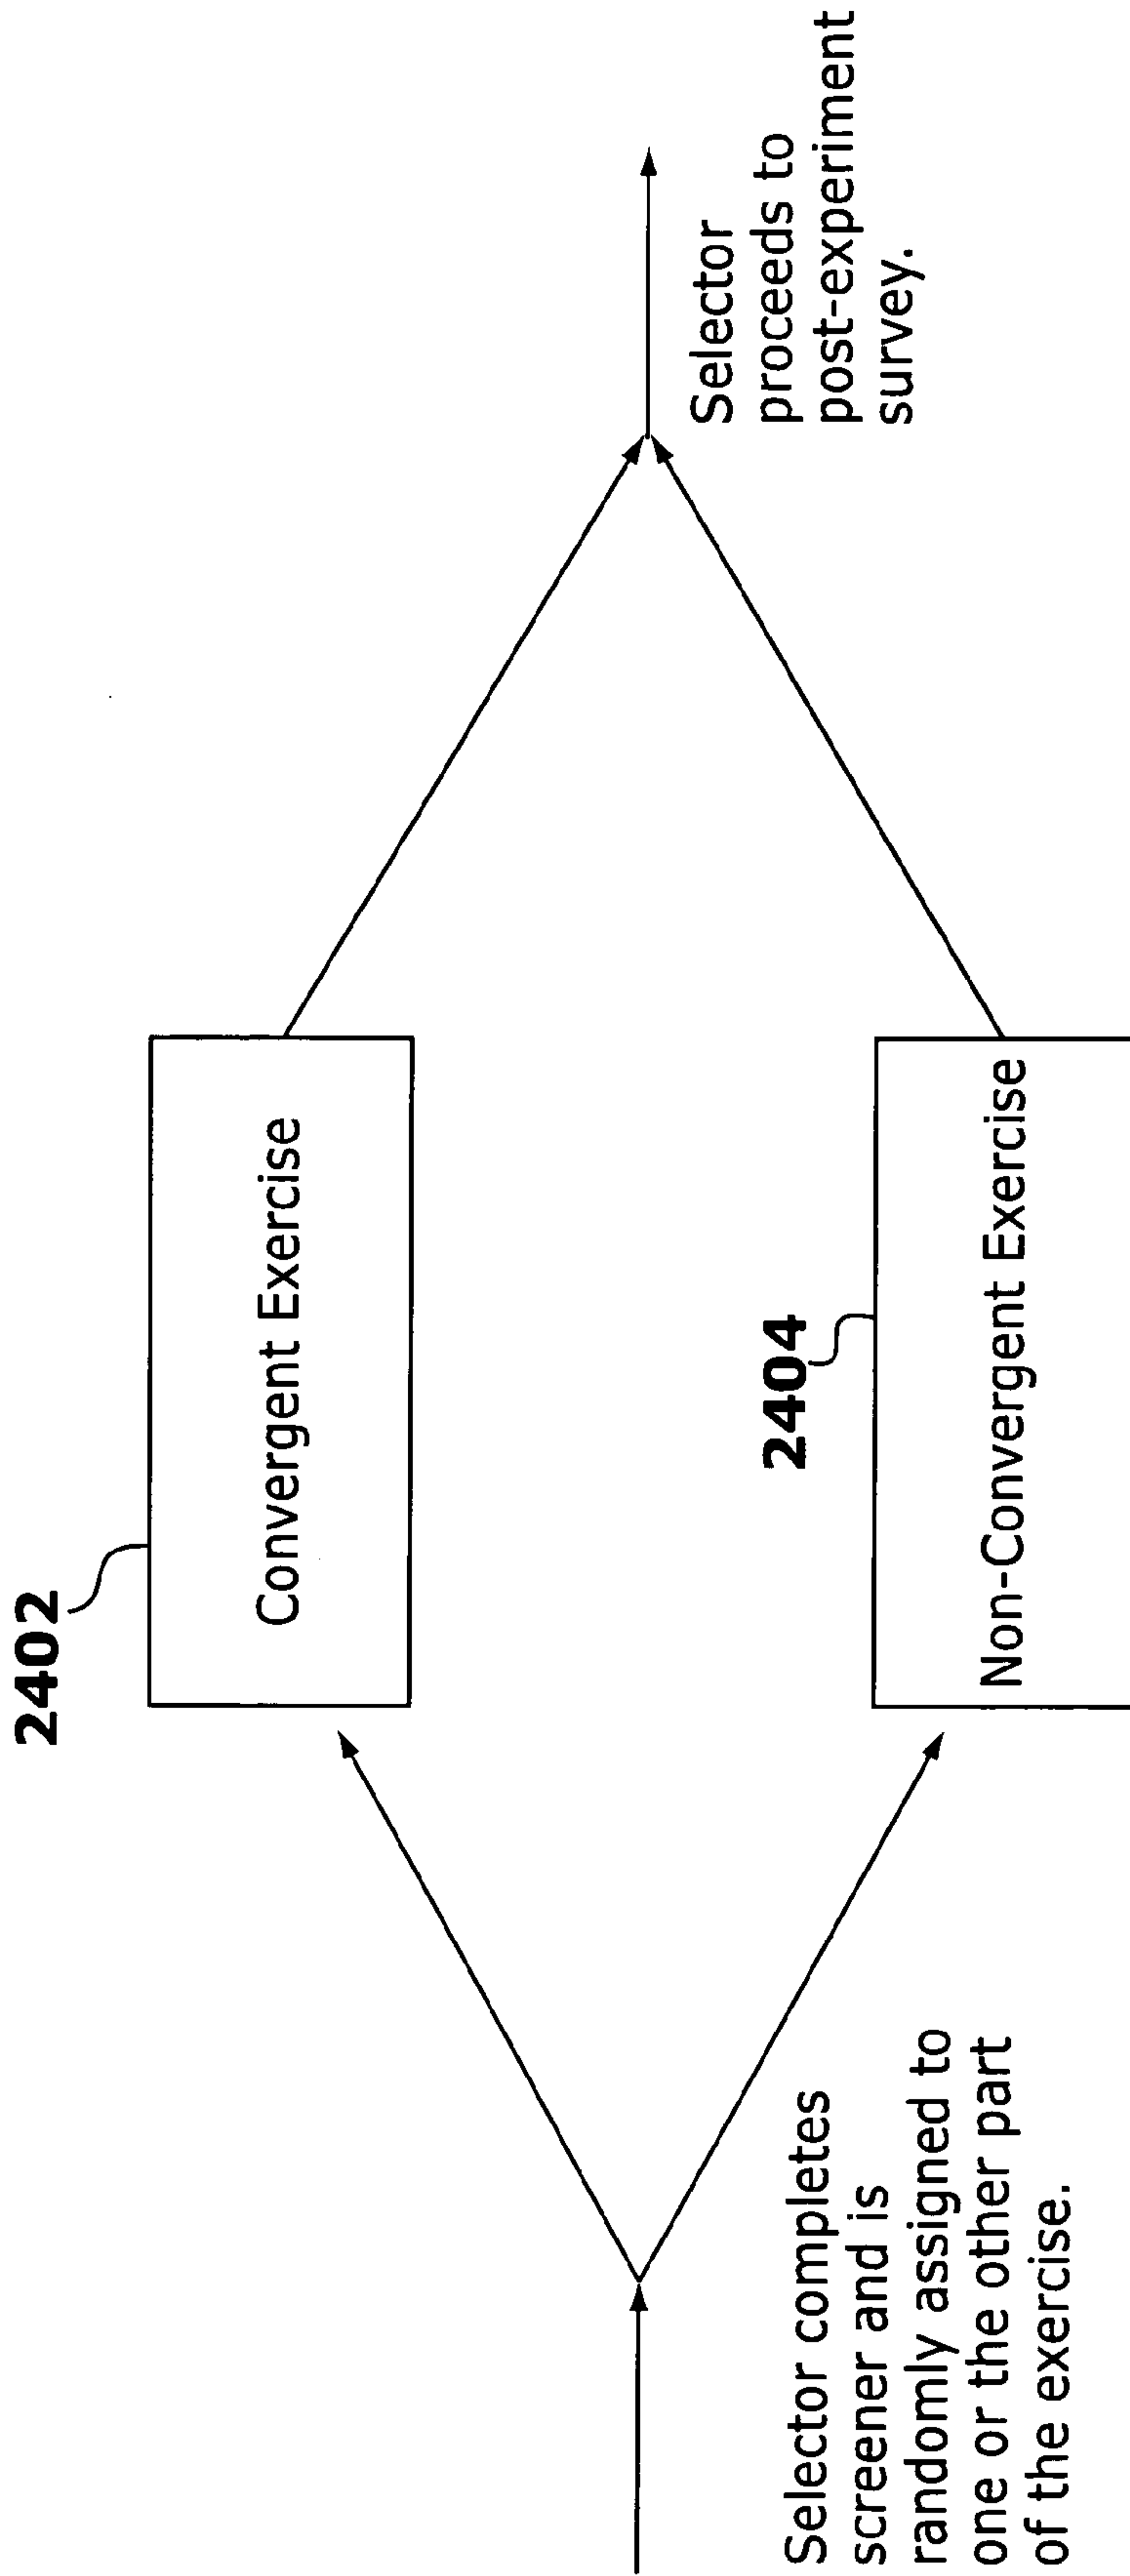 2402
Convergent Exercise
2404
Non-Convergent Exercise
Selector completes
screener and is
randomly assigned to
one or the other part
of the exercise.
Selector
proceeds to
post-experiment
survey.